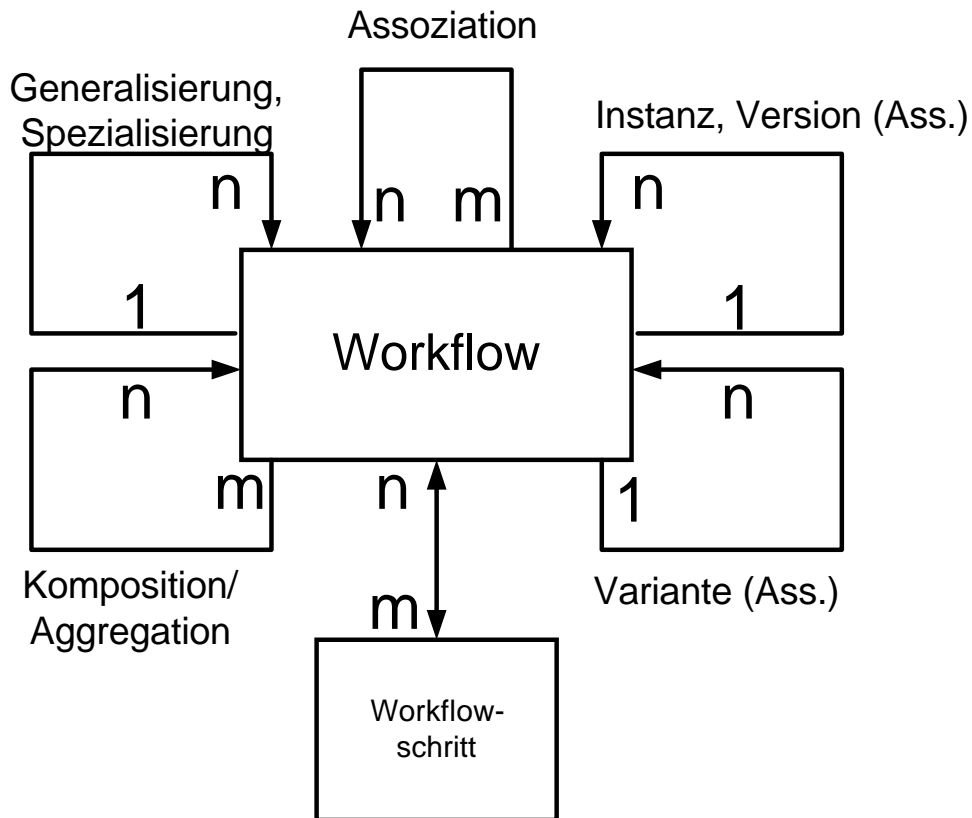 Assoziation
Generalisierung,
Spezialisierung
Instanz, Version (Ass.)
n
n
m
n
1
1
Workflow
n
n
m
n
1
Komposition/
Aggregation
Variante (Ass.)
m
Workflow-
schritt